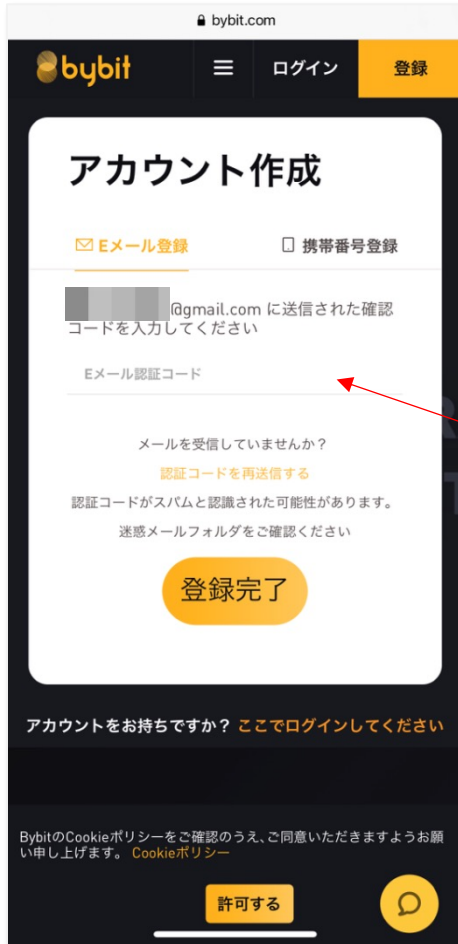 bybit.com
bybit
ログイン
登録
アカウント作成
Eメール登録
携帯番号登録
@gmail.com に送信された確認
コードを入力してください
Eメール認証コード
メールを受信していませんか？
認証コードを再送信する
認証コードがスパムと認識された可能性があります。
迷惑メールフォルダをご確認ください
登録完了
アカウントをお持ちですか？ ここでログインしてください
BybitのCookieポリシーをご確認のうえ、ご同意いただきますようお願
い申し上げます。 Cookieポリシー
許可する